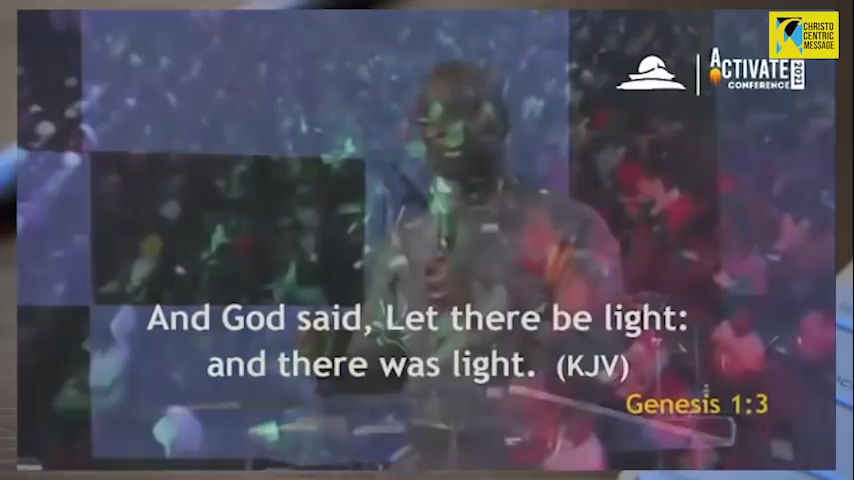 CHRISTO
CENTRIC
MESSAGE
ACTIVATE
2021
CONFERENCE
And God said, Let there be light:
and there was light. (KJV)
Genesis 1:3